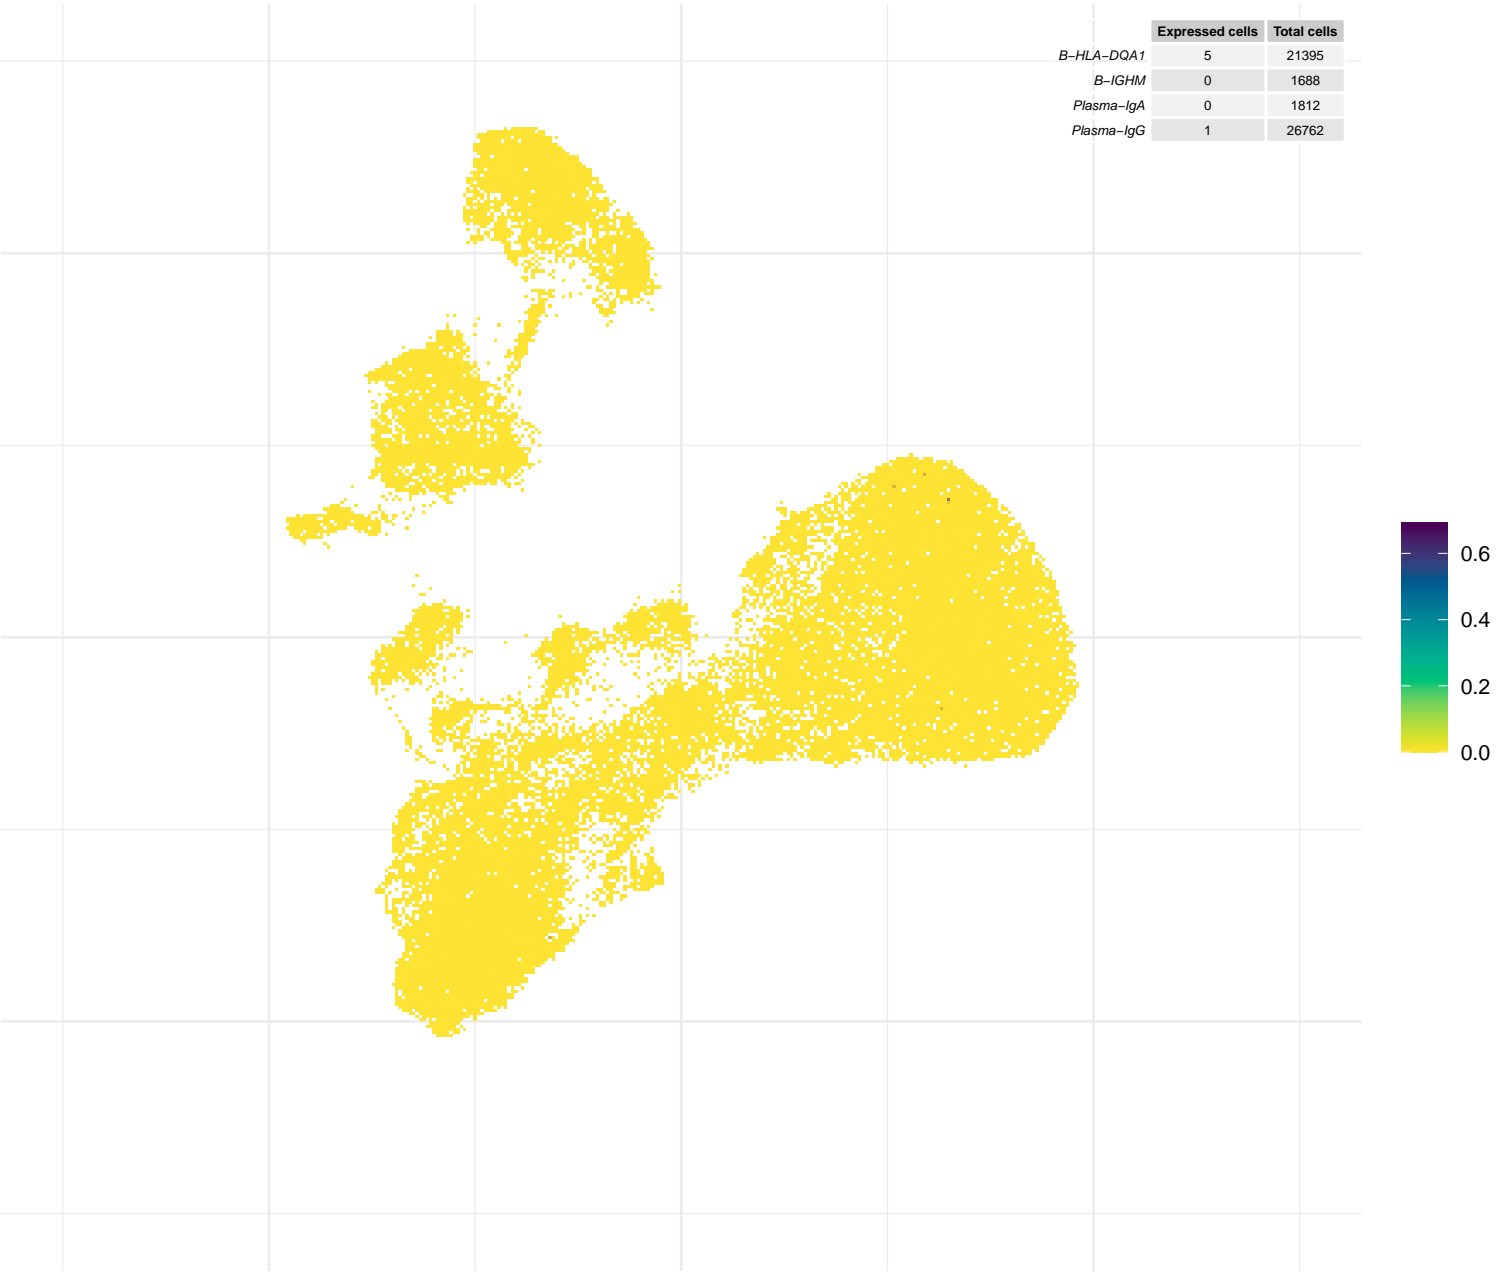 Expressed cells Total cells
B−HLA−DQA1 5 21395
B−IGHM 0 1688
Plasma−IgA 0 1812
Plasma−IgG 1 26762
0.6
0.4
0.2
0.0